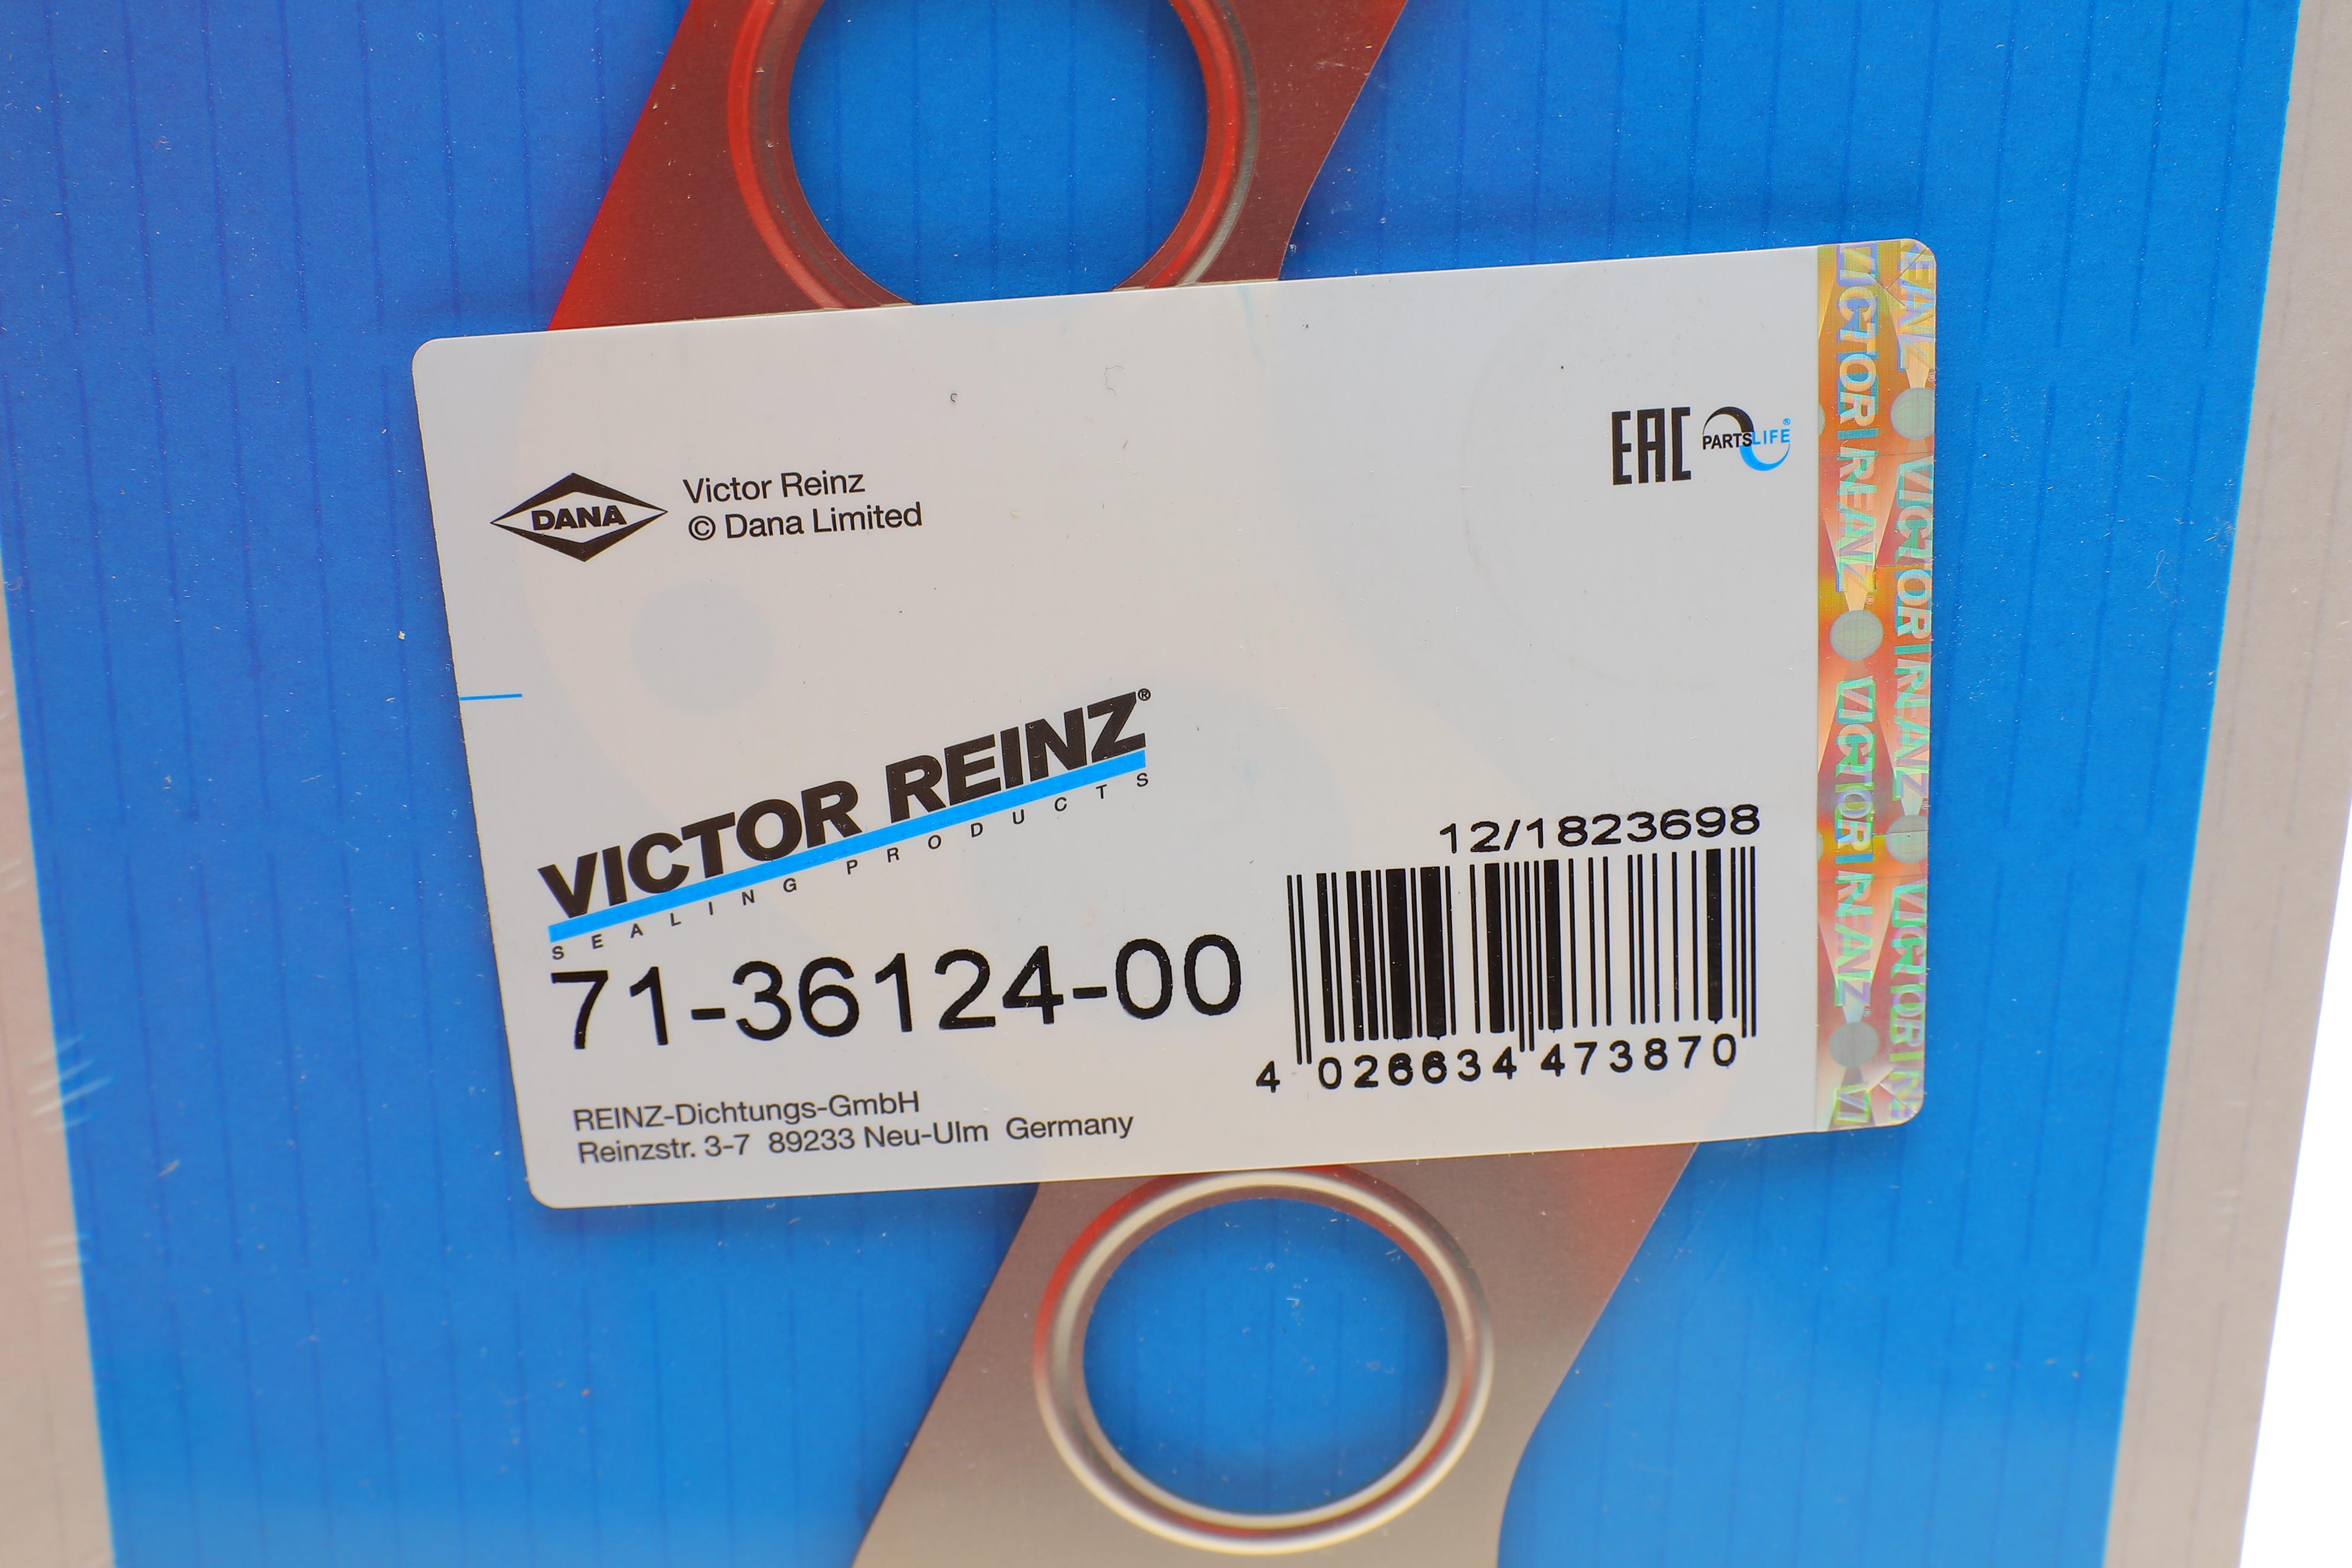 DANA
Victor Reinz
© Dana Limited
EAC
PARTSLIFE®
VICTOR REINZ®
SEALING PRODUCTS
12/1823698
71-36124-00
4 026634 473870
REINZ-Dichtungs-GmbH
Reinzstr. 3-7 89233 Neu-Ulm Germany